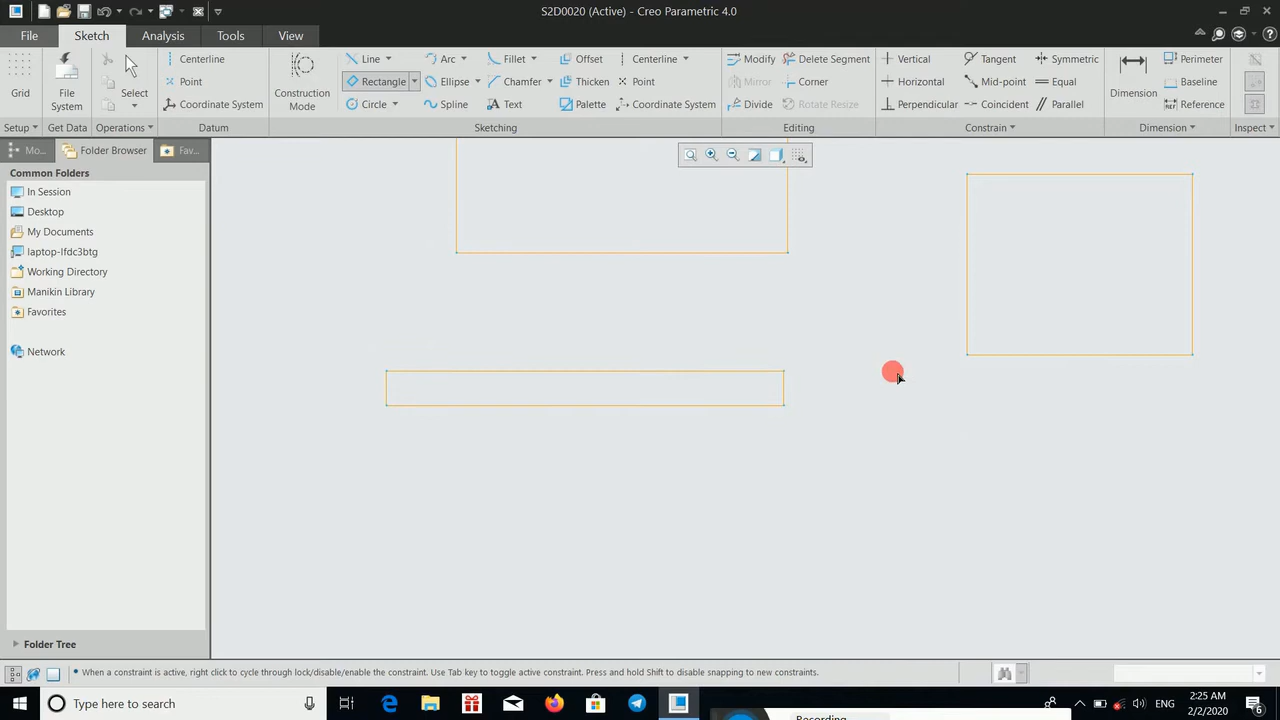 S2D0020 (Active) - Creo Parametric 4.0
File Sketch Analysis Tools View
Grid
File System
Select
Centerline
Point
Coordinate System
Construction Mode
Line Arc Fillet Offset Centerline
Rectangle Ellipse Chamfer Thicken Point
Circle Spline Text Palette Coordinate System
Modify Delete Segment
Mirror Corner
Divide Rotate Resize
Vertical Tangent Symmetric
Horizontal Mid-point Equal
Perpendicular Coincident Parallel
Dimension
Perimeter
Baseline
Reference
Setup Get Data Operations Datum Sketching Editing Constrain Dimension Inspect
Mo... Folder Browser Fav...
Common Folders
In Session
Desktop
My Documents
laptop-lfdc3btg
Working Directory
Manikin Library
Favorites
Network
Folder Tree
When a constraint is active, right click to cycle through lock/disable/enable the constraint. Use Tab key to toggle active constraint. Press and hold Shift to disable snapping to new constraints.
Type here to search
ENG
2:25 AM
2/2/2020
6
Recording